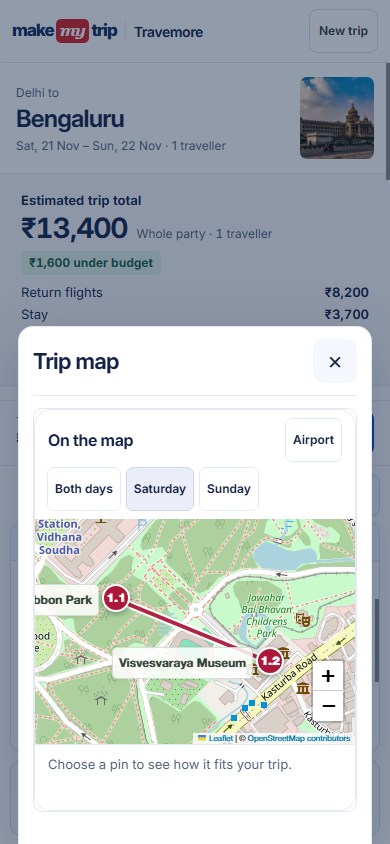 make my trip Travemore
New trip
Delhi to
Bengaluru
Sat, 21 Nov – Sun, 22 Nov · 1 traveller
Estimated trip total
₹13,400 Whole party · 1 traveller
₹1,600 under budget
Return flights ₹8,200
Stay ₹3,700
Trip map
×
On the map
Airport
Both days
Saturday
Sunday
Station,
Vidhana
Soudha
bbon Park
1.1
Jawahar
Bal Bhavan
Childrens
Park
Visvesvaraya Museum
1.2
Kasturba Road
+
−
Leaflet | © OpenStreetMap contributors
Choose a pin to see how it fits your trip.